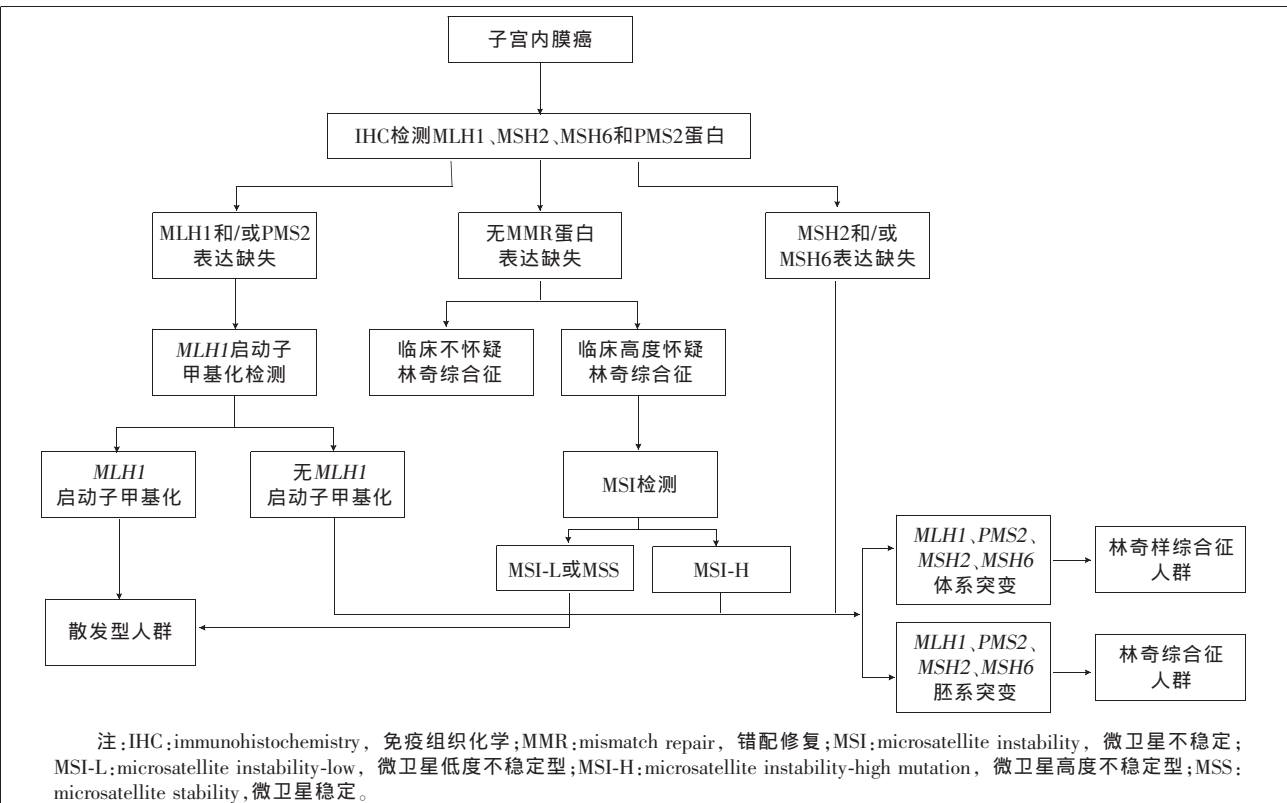 子宫内膜癌
IHC检测MLH1、MSH2、MSH6和PMS2蛋白
MLH1和/或PMS2
表达缺失
无MMR蛋白
表达缺失
MSH2和/或
MSH6表达缺失
MLH1启动子
甲基化检测
临床不怀疑
林奇综合征
临床高度怀疑
林奇综合征
MLH1
启动子甲基化
无MLH1
启动子甲基化
MSI检测
MSI-L或MSS
MSI-H
MLH1、PMS2、
MSH2、MSH6
体系突变
林奇样综合征
人群
散发型人群
MLH1、PMS2、
MSH2、MSH6
胚系突变
林奇综合征
人群
注:IHC:immunohistochemistry, 免疫组织化学;MMR:mismatch repair, 错配修复;MSI:microsatellite instability, 微卫星不稳定;
MSI-L:microsatellite instability-low, 微卫星低度不稳定型;MSI-H:microsatellite instability-high mutation, 微卫星高度不稳定型;MSS:
microsatellite stability,微卫星稳定。